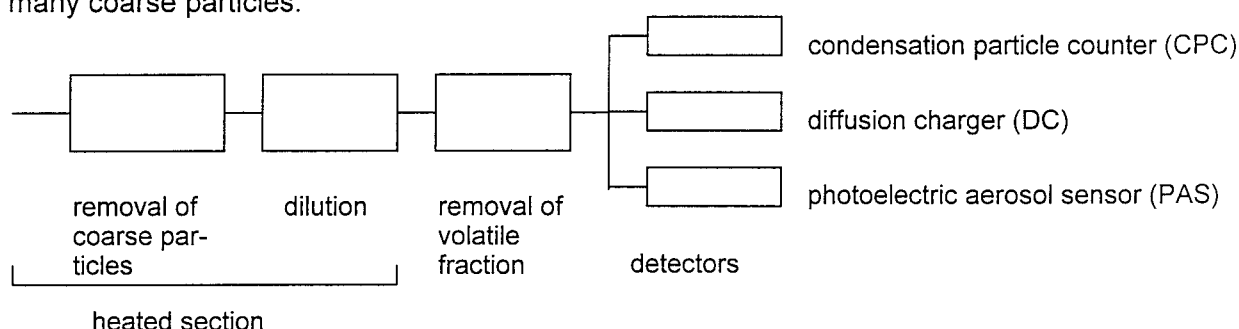 many coarse particles.
condensation particle counter (CPC)
diffusion charger (DC)
photoelectric aerosol sensor (PAS)
removal of
coarse par-
ticles
dilution
removal of
volatile
fraction
detectors
heated section